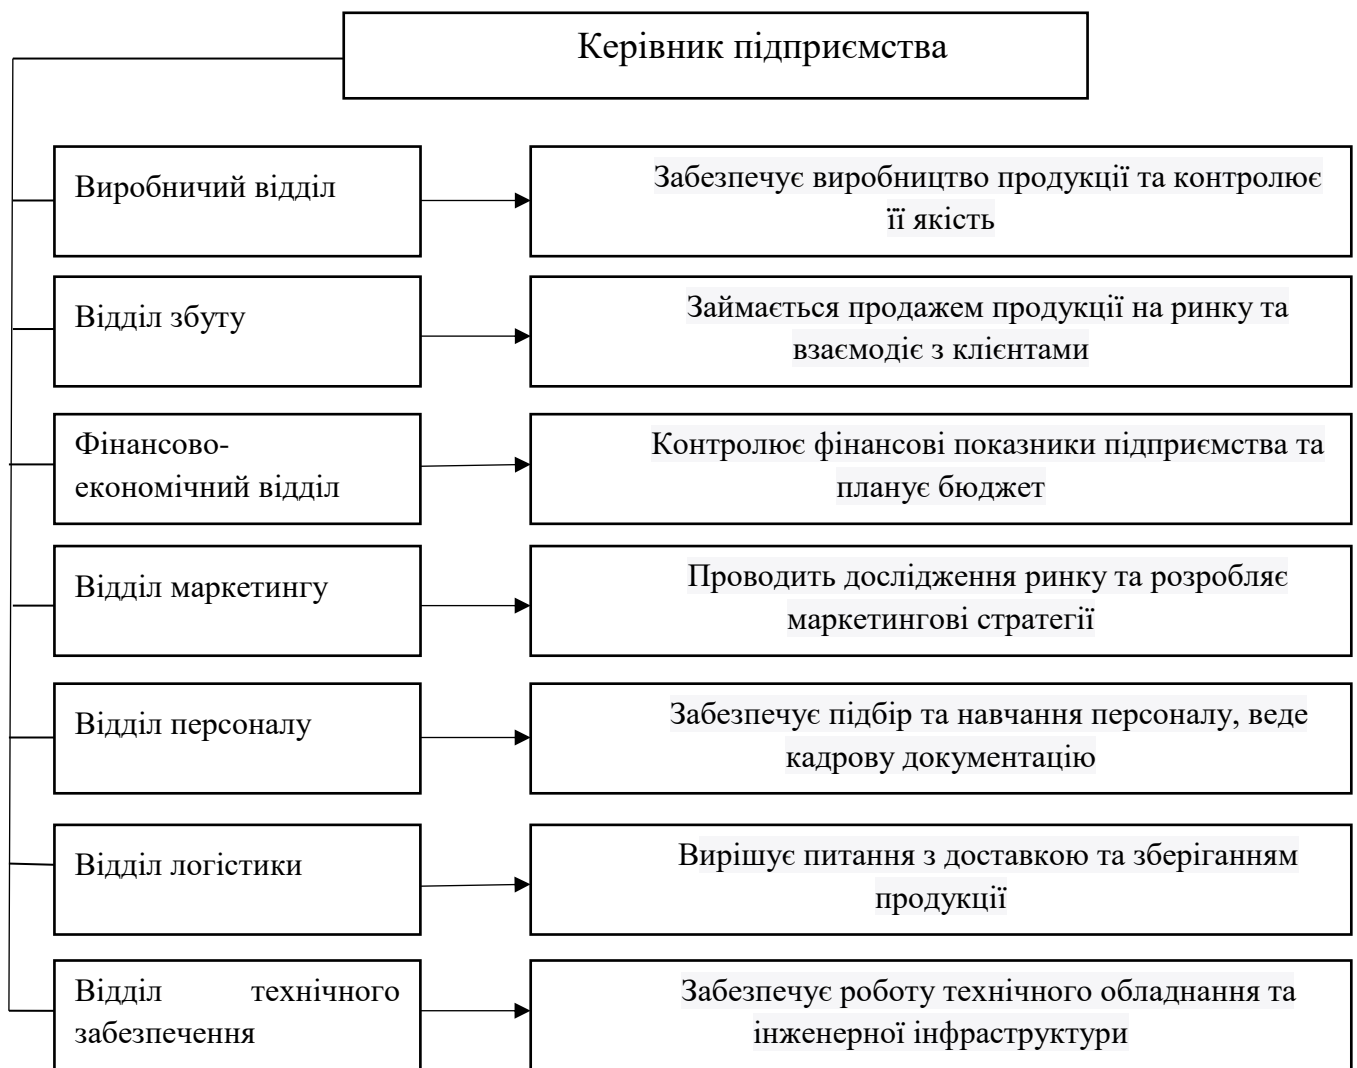 Керівник підприємства
Виробничий відділ
Забезпечує виробництво продукції та контролює
її якість
Відділ збуту
Займається продажем продукції на ринку та
взаємодіє з клієнтами
Фінансово-
економічний відділ
Контролює фінансові показники підприємства та
планує бюджет
Відділ маркетингу
Проводить дослідження ринку та розробляє
маркетингові стратегії
Відділ персоналу
Забезпечує підбір та навчання персоналу, веде
кадрову документацію
Відділ логістики
Вирішує питання з доставкою та зберіганням
продукції
Відділ технічного
забезпечення
Забезпечує роботу технічного обладнання та
інженерної інфраструктури